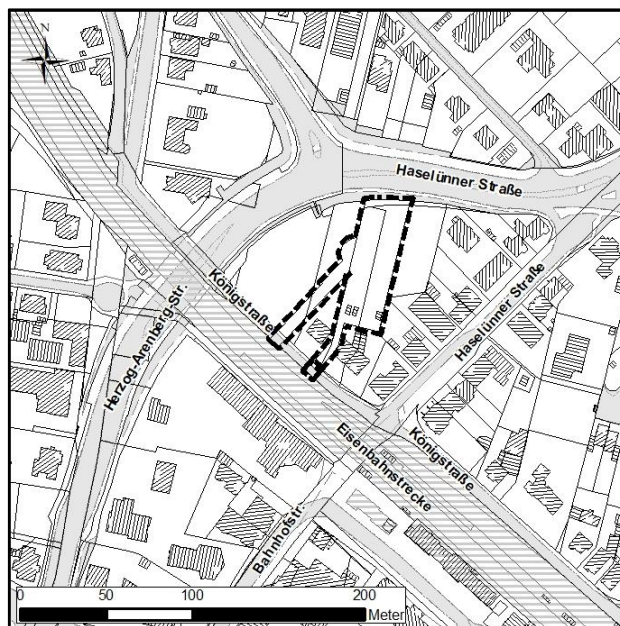 N
Haselünner Straße
Königstraße
Haselünner Straße
Herzog-Arenberg-Str.
Königstraße
Eisenbahnstrecke
Bahnhofstr.
0 50 100 200
Meter